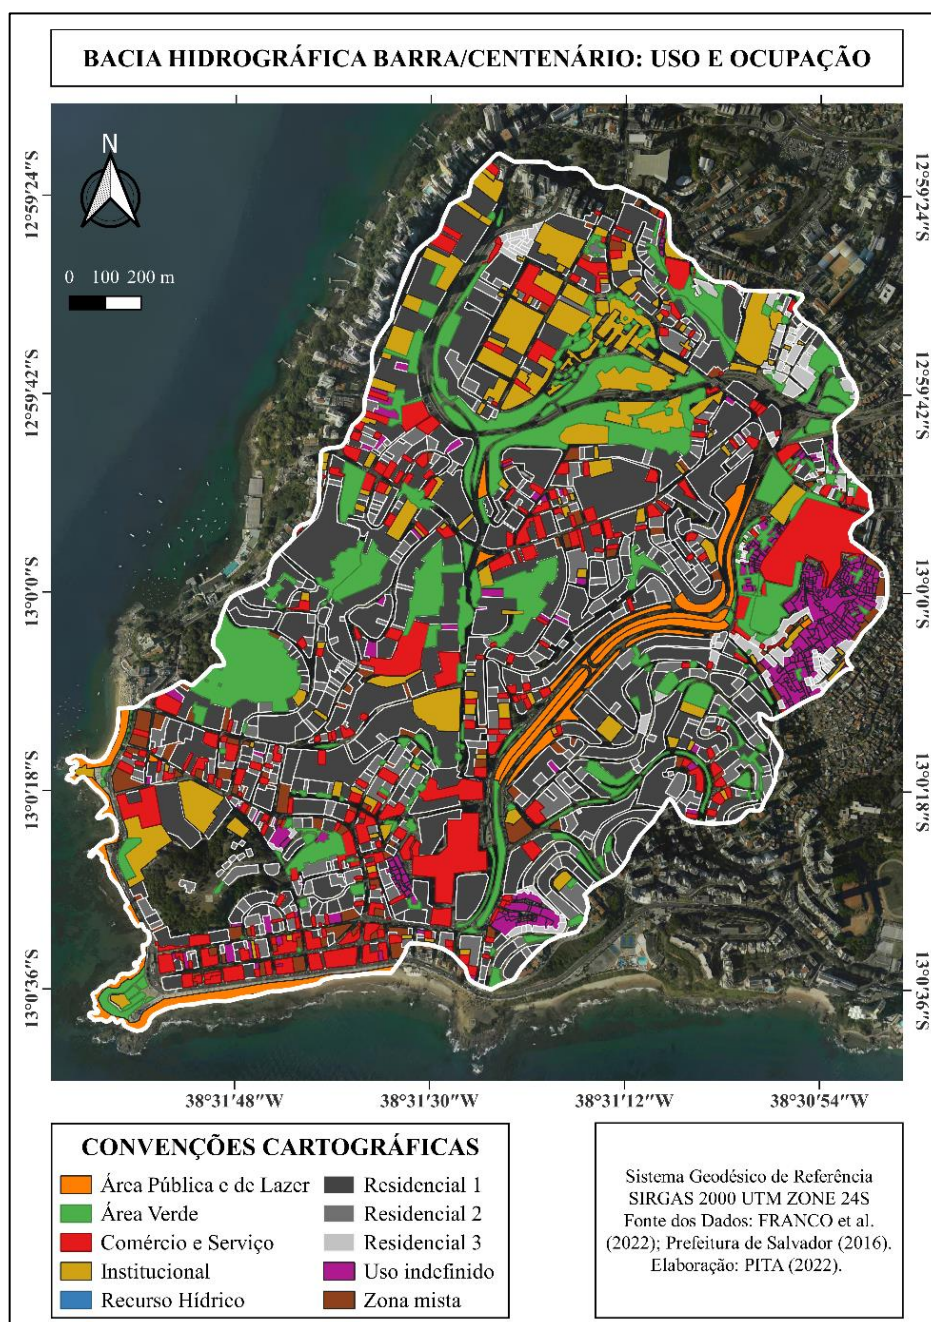 BACIA HIDROGRÁFICA BARRA/CENTENÁRIO: USO E OCUPAÇÃO
N
0 100 200 m
12°59'24"S
12°59'24"S
12°59'42"S
12°59'42"S
13°0'0"S
13°0'0"S
13°0'18"S
13°0'18"S
13°0'36"S
13°0'36"S
38°31'48"W 38°31'30"W 38°31'12"W 38°30'54"W
CONVENÇÕES CARTOGRÁFICAS
Área Pública e de Lazer
Área Verde
Comércio e Serviço
Institucional
Recurso Hídrico
Residencial 1
Residencial 2
Residencial 3
Uso indefinido
Zona mista
Sistema Geodésico de Referência
SIRGAS 2000 UTM ZONE 24S
Fonte dos Dados: FRANCO et al.
(2022); Prefeitura de Salvador (2016).
Elaboração: PITA (2022).